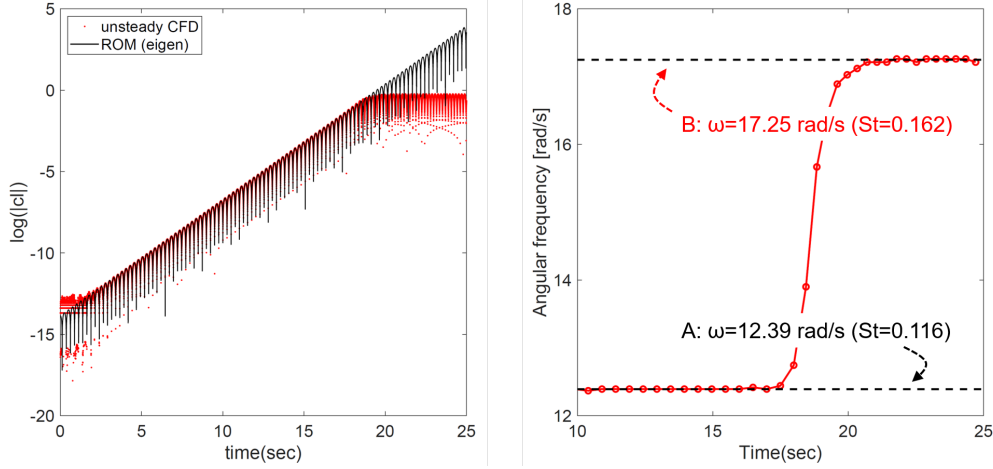 unsteady CFD
ROM (eigen)
log(|cl|)
5
0
-5
-10
-15
-20
0
5
10
15
20
25
time(sec)
Angular frequency [rad/s]
18
16
14
12
B: ω=17.25 rad/s (St=0.162)
A: ω=12.39 rad/s (St=0.116)
10
15
20
25
Time(sec)